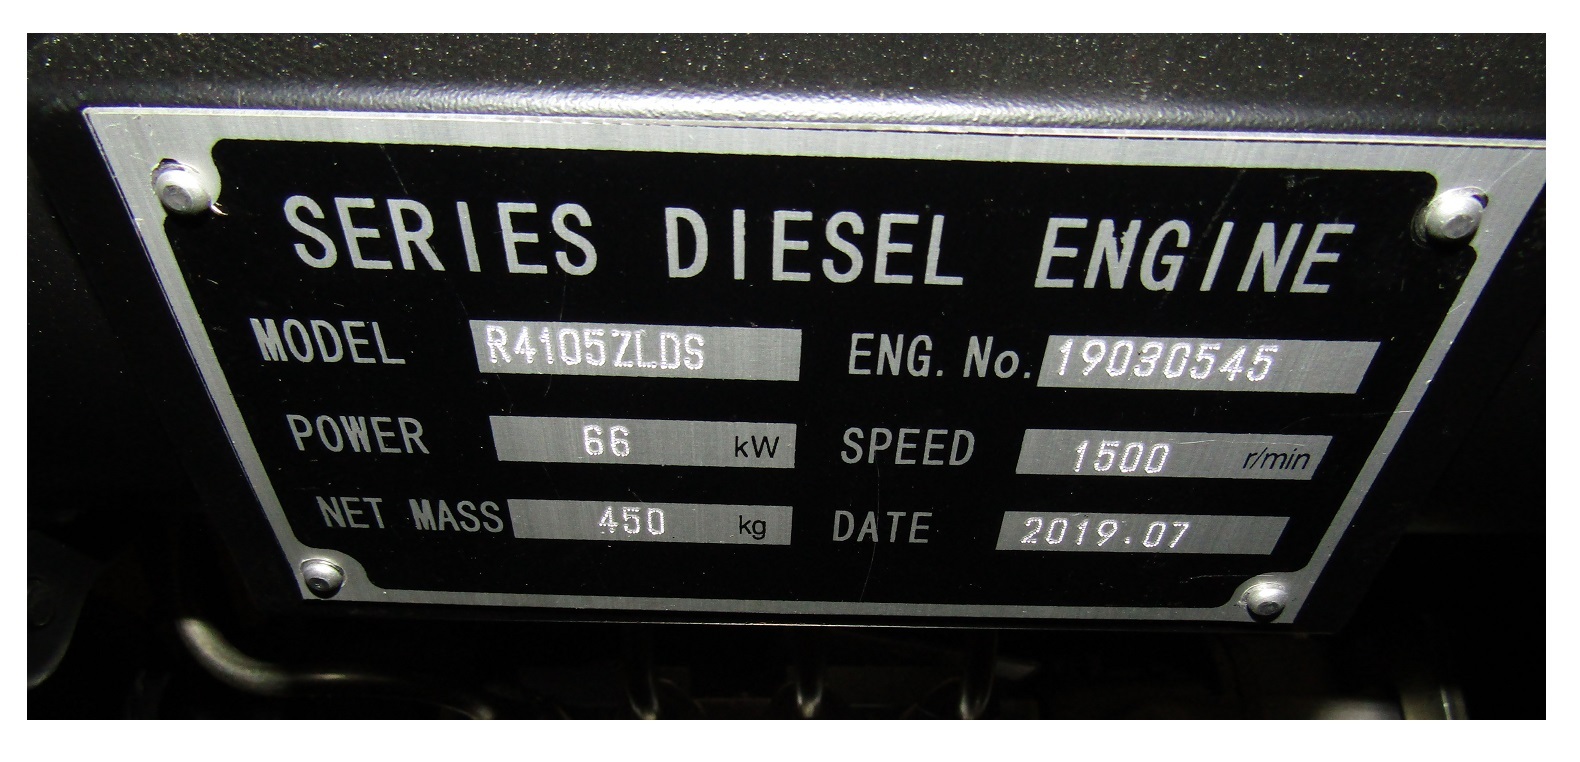 SERIES DIESEL ENGINE
MODEL R4105ZLDS ENG. No. 19030545
POWER 66 kW SPEED 1500 r/min
NET MASS 450 kg DATE 2019.07